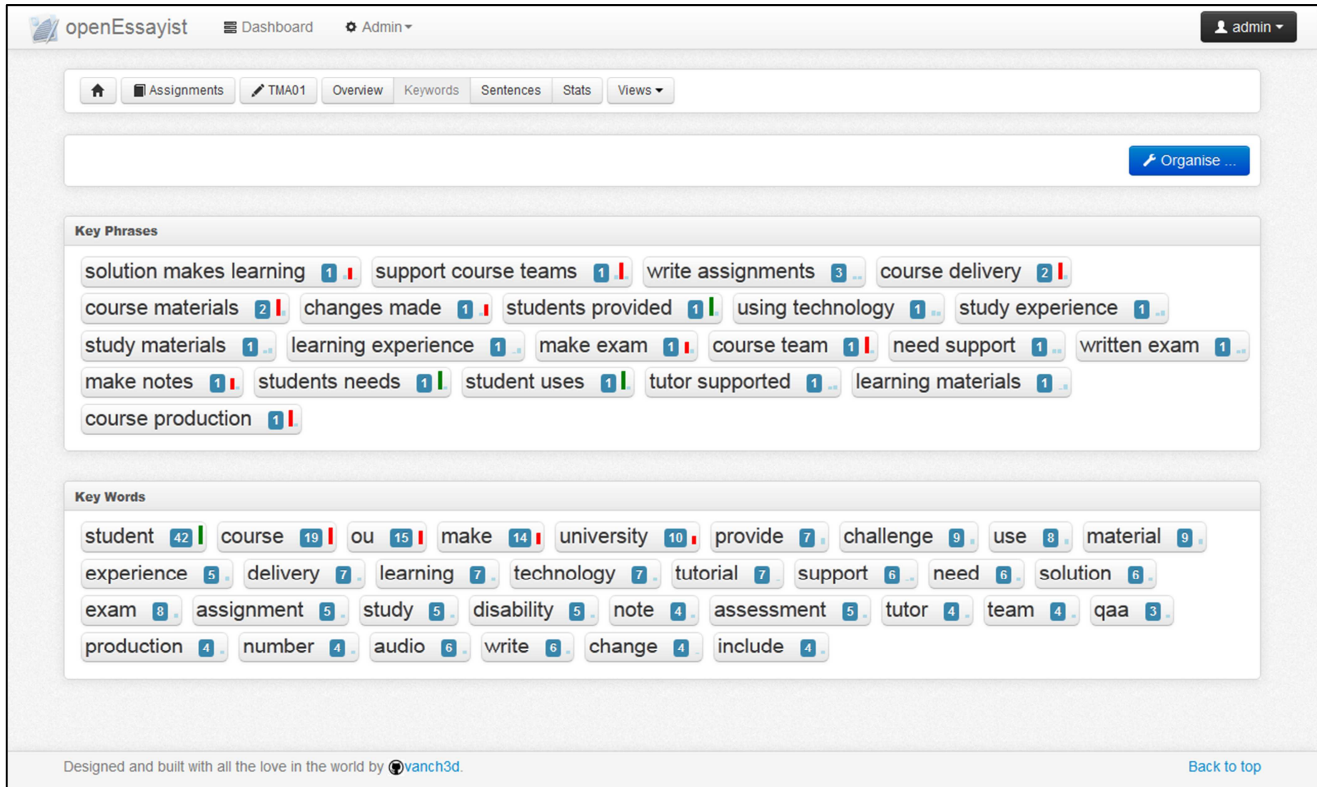 openEssayist Dashboard Admin admin
Assignments TMA01 Overview Keywords Sentences Stats Views
Organise ...
Key Phrases
solution makes learning 1 support course teams 1 write assignments 3 course delivery 2
course materials 2 changes made 1 students provided 1 using technology 1 study experience 1
study materials 1 learning experience 1 make exam 1 course team 1 need support 1 written exam 1
make notes 1 students needs 1 student uses 1 tutor supported 1 learning materials 1
course production 1
Key Words
student 42 course 19 ou 15 make 14 university 10 provide 7 challenge 9 use 8 material 9
experience 5 delivery 7 learning 7 technology 7 tutorial 7 support 6 need 6 solution 6
exam 8 assignment 5 study 5 disability 5 note 4 assessment 5 tutor 4 team 4 qaa 3
production 4 number 4 audio 6 write 6 change 4 include 4
Designed and built with all the love in the world by vanch3d. Back to top